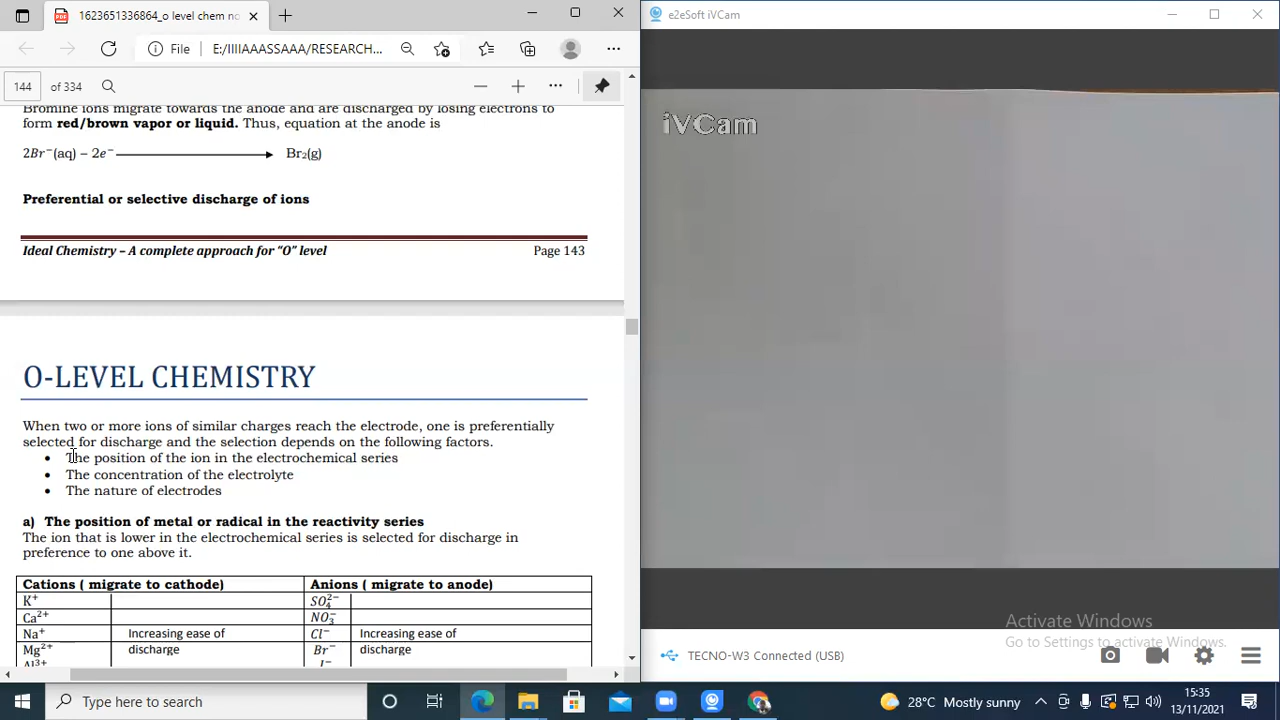 1623651336864_o level chem no
e2eSoft iVCam
File
E:/IIIIAAASSAAA/RESEARCH...
144 of 334
Bromine ions migrate towards the anode and are discharged by losing electrons to
form red/brown vapor or liquid. Thus, equation at the anode is
2Br⁻(aq) – 2e⁻ ⟶ Br₂(g)
Preferential or selective discharge of ions
Ideal Chemistry – A complete approach for "O" level Page 143
O-LEVEL CHEMISTRY
When two or more ions of similar charges reach the electrode, one is preferentially
selected for discharge and the selection depends on the following factors.
• The position of the ion in the electrochemical series
• The concentration of the electrolyte
• The nature of electrodes
a) The position of metal or radical in the reactivity series
The ion that is lower in the electrochemical series is selected for discharge in
preference to one above it.
Cations ( migrate to cathode) Anions ( migrate to anode)
K⁺ SO₄²⁻
Ca²⁺ NO₃⁻
Na⁺ Increasing ease of Cl⁻ Increasing ease of
Mg²⁺ discharge Br⁻ discharge
Al³⁺ I⁻
iVCam
Activate Windows
Go to Settings to activate Windows.
TECNO-W3 Connected (USB)
Type here to search
28°C Mostly sunny
15:35
13/11/2021